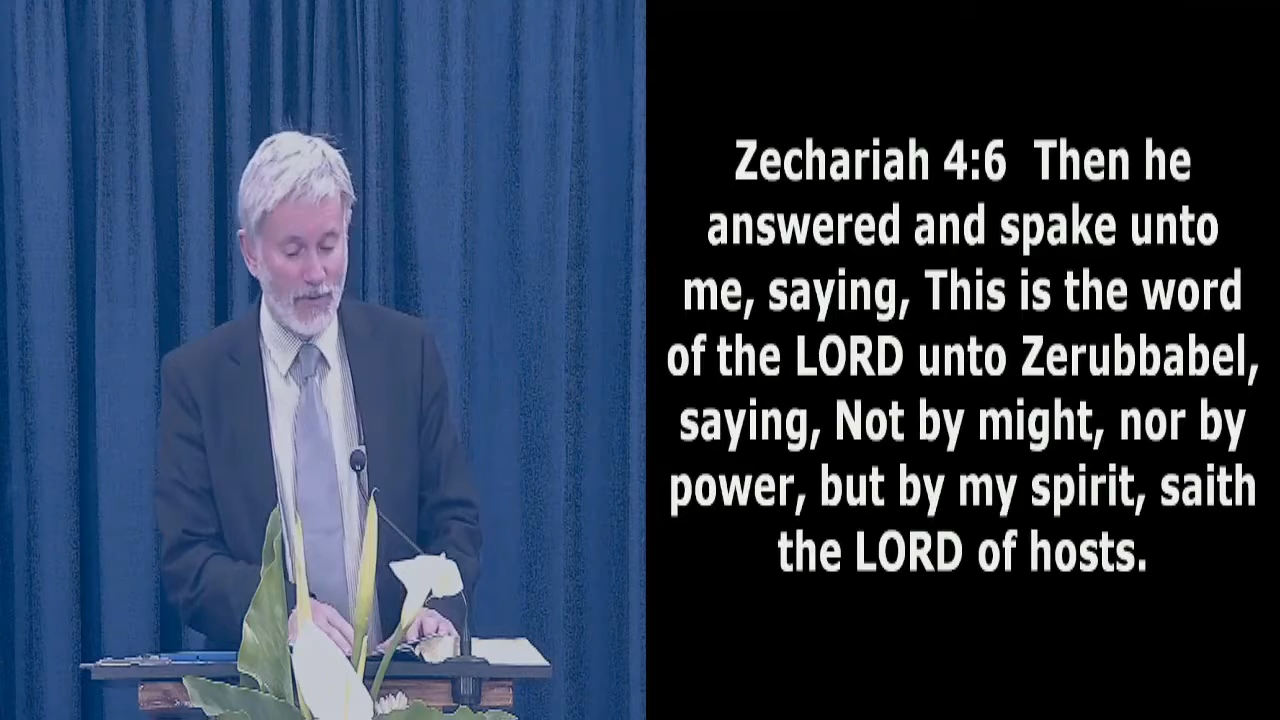 Zechariah 4:6  Then he
answered and spake unto
me, saying, This is the word
of the LORD unto Zerubbabel,
saying, Not by might, nor by
power, but by my spirit, saith
the LORD of hosts.